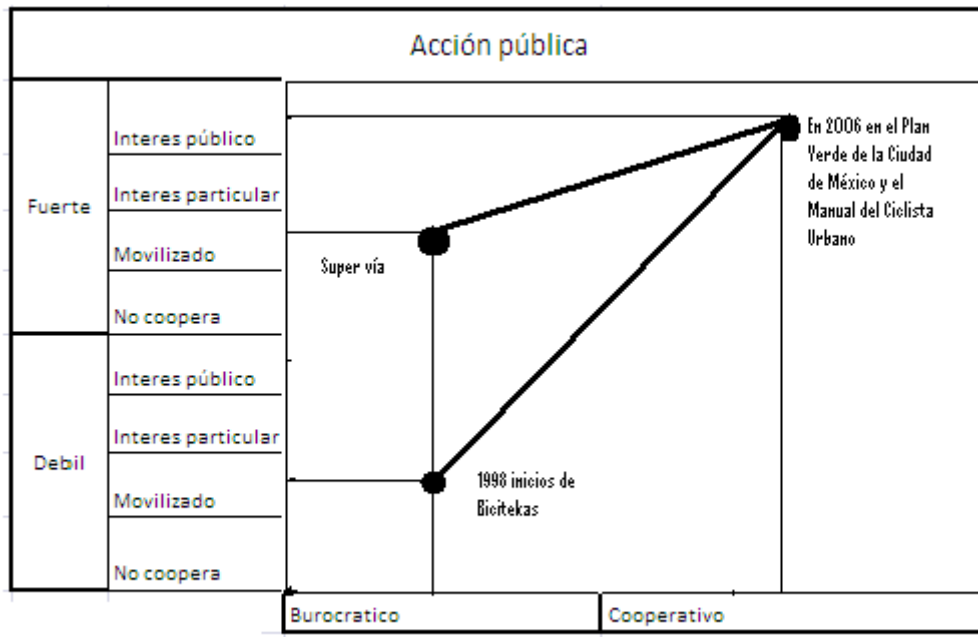 Acción pública
Fuerte
Interes público
Interes particular
Movilizado
No coopera
Debil
Interes público
Interes particular
Movilizado
No coopera
En 2006 en el Plan
Verde de la Ciudad
de México y el
Manual del Ciclista
Urbano
Super vía
1998 inicios de
Bicitekas
Burocratico
Cooperativo